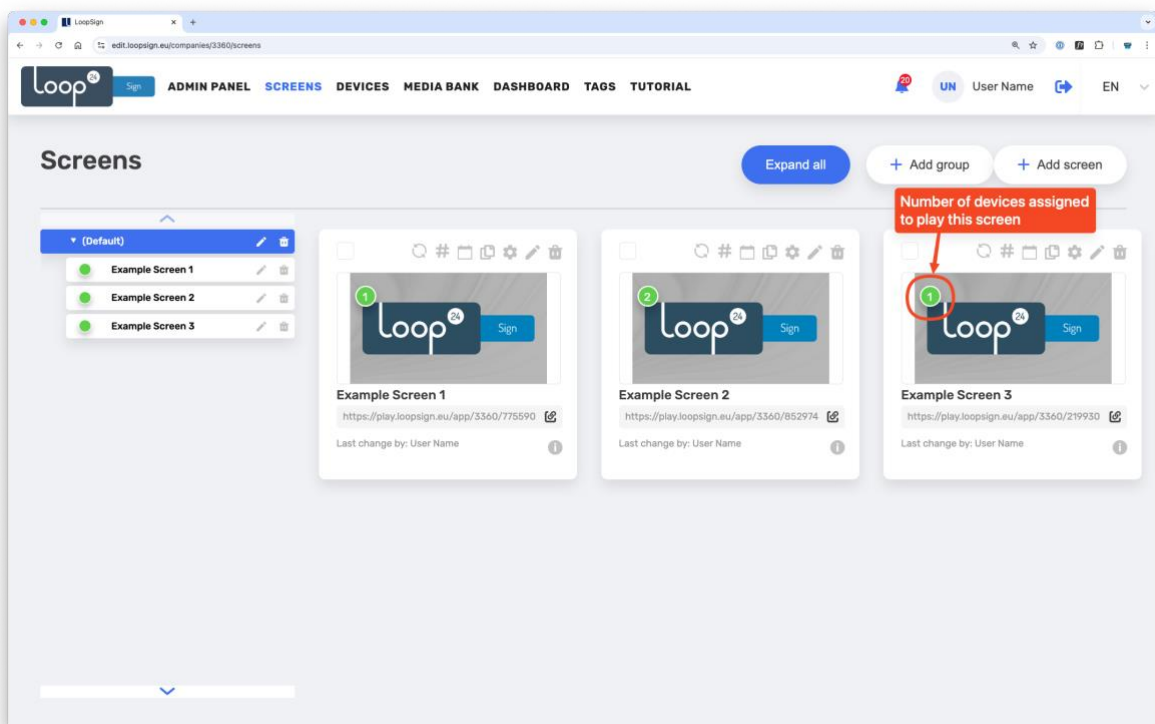 LoopSign
edit.loopsign.eu/companies/3360/screens
Loop 24 Sign
ADMIN PANEL SCREENS DEVICES MEDIA BANK DASHBOARD TAGS TUTORIAL
20
UN User Name
EN
Screens
Expand all
+ Add group
+ Add screen
Number of devices assigned
to play this screen
(Default)
Example Screen 1
Example Screen 2
Example Screen 3
1
Loop 24 Sign
Example Screen 1
https://play.loopsign.eu/app/3360/775590
Last change by: User Name
2
Loop 24 Sign
Example Screen 2
https://play.loopsign.eu/app/3360/852974
Last change by: User Name
1
Loop 24 Sign
Example Screen 3
https://play.loopsign.eu/app/3360/219930
Last change by: User Name